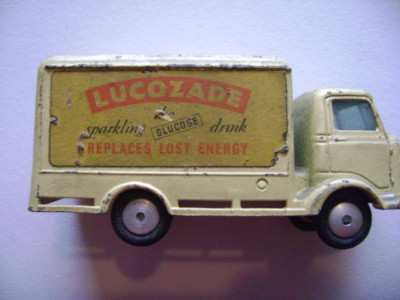 LUCOZADE
sparkling GLUCOSE drink
REPLACES LOST ENERGY